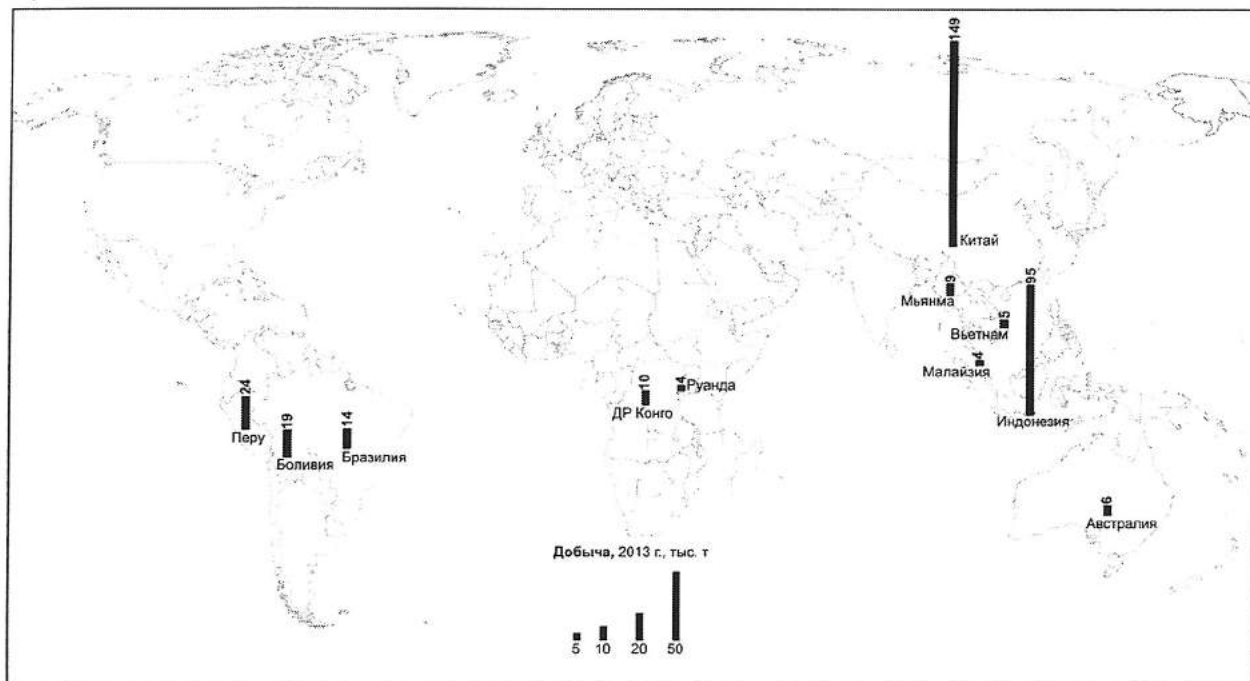 149
Китай
9
Мьянма
95
5
Вьетнам
4
Малайзия
Индонезия
10
ДР Конго
4
Руанда
24
Перу
19
Боливия
14
Бразилия
6
Австралия
Добыча, 2013 г., тыс. т
5 10 20 50